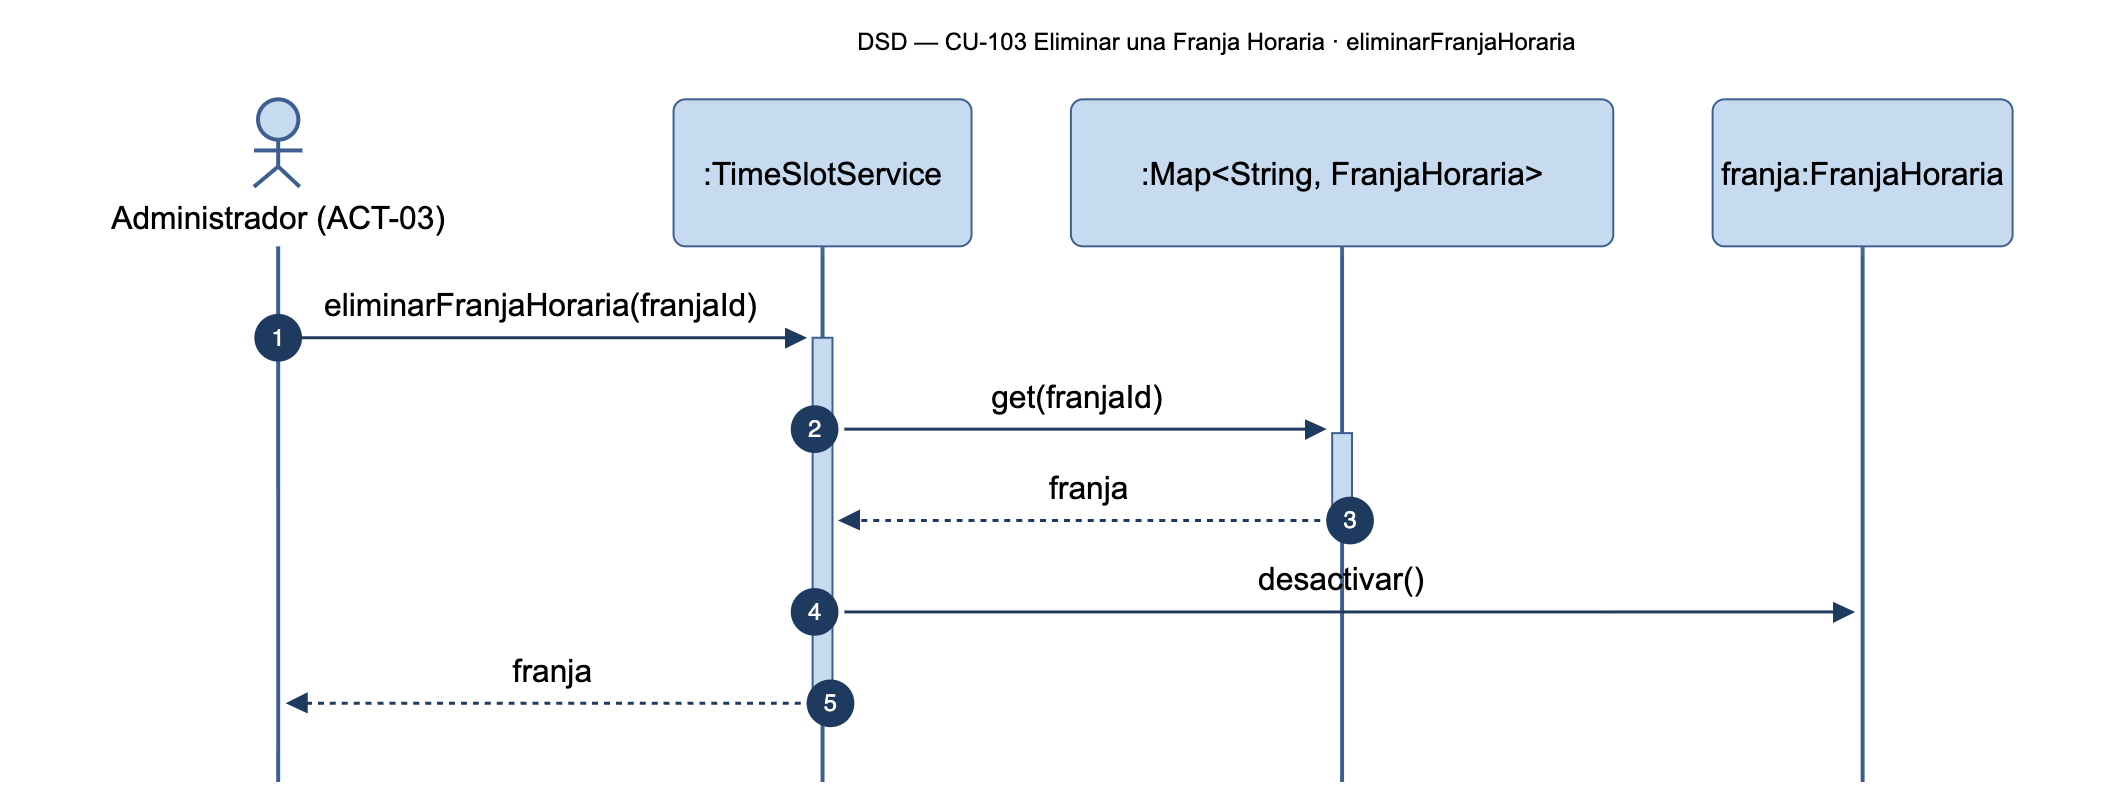 DSD — CU-103 Eliminar una Franja Horaria · eliminarFranjaHoraria
Administrador (ACT-03)
:TimeSlotService
:Map<String, FranjaHoraria>
franja:FranjaHoraria
eliminarFranjaHoraria(franjaId)
1
get(franjaId)
2
franja
3
desactivar()
4
franja
5